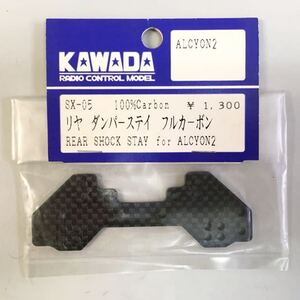 KAWADA
RADIO CONTROL MODEL
ALCYON2
SX-05 100%Carbon ¥ 1,300
リヤ ダンパーステイ フルカーボン
REAR SHOCK STAY for ALCYON2